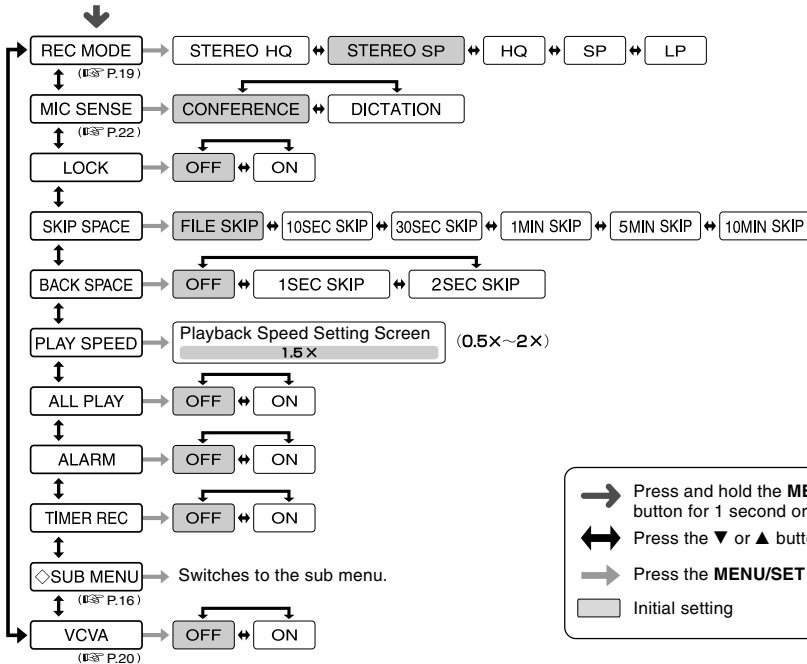 REC MODE STEREO HQ STEREO SP HQ SP LP
(☞ P.19)
MIC SENSE CONFERENCE DICTATION
(☞ P.22)
LOCK OFF ON
SKIP SPACE FILE SKIP 10SEC SKIP 30SEC SKIP 1MIN SKIP 5MIN SKIP 10MIN SKIP
BACK SPACE OFF 1SEC SKIP 2SEC SKIP
PLAY SPEED Playback Speed Setting Screen (0.5×~2×)
1.5×
ALL PLAY OFF ON
ALARM OFF ON
TIMER REC OFF ON
◇SUB MENU Switches to the sub menu.
(☞ P.16)
VCVA OFF ON
(☞ P.20)
Press and hold the
button for 1 second or
Press the ▼ or ▲
Press the MENU/SET
Initial setting